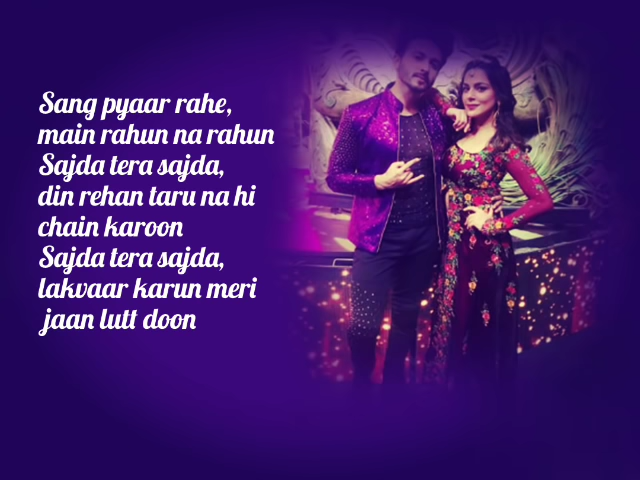 Sang pyaar rahe,
main rahun na rahun
Sajda tera sajda,
din rehan taru na hi
chain karoon
Sajda tera sajda,
lakvaar karun meri
jaan lutt doon